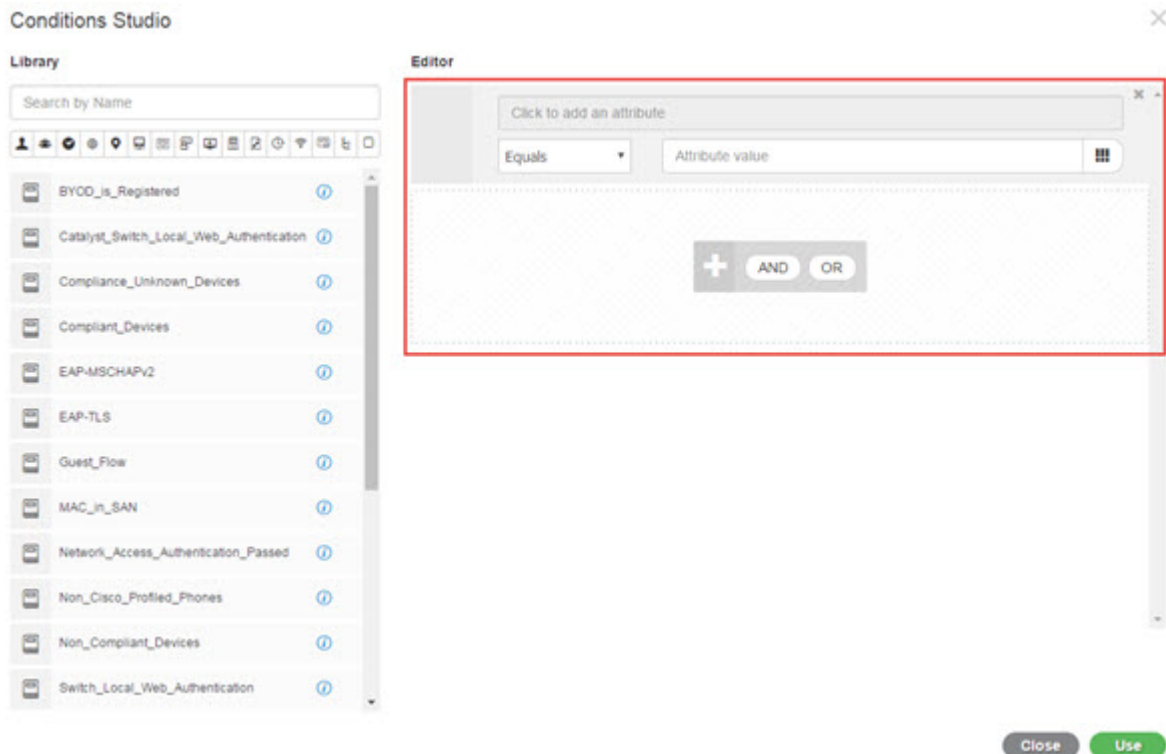 Conditions Studio
Library
Search by Name
BYOD_is_Registered
Catalyst_Switch_Local_Web_Authentication
Compliance_Unknown_Devices
Compliant_Devices
EAP-MSCHAPv2
EAP-TLS
Guest_Flow
MAC_in_SAN
Network_Access_Authentication_Passed
Non_Cisco_Profiled_Phones
Non_Compliant_Devices
Switch_Local_Web_Authentication
Editor
Click to add an attribute
Equals
Attribute value
AND OR
Close Use